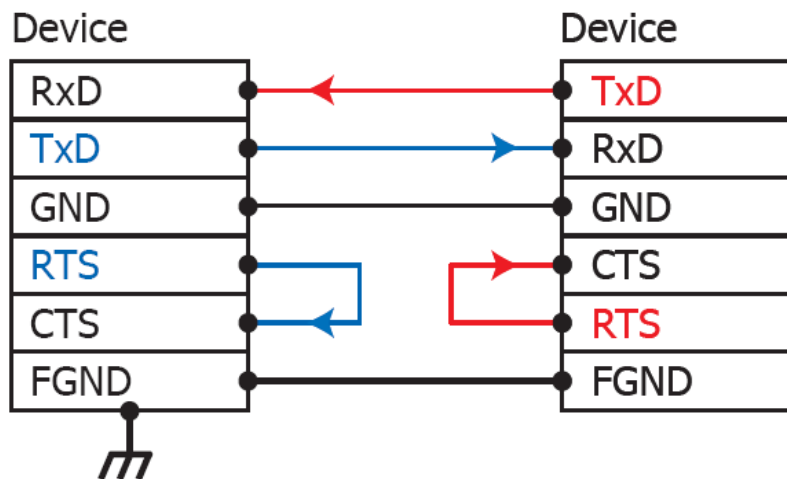 Device
RxD
TxD
GND
RTS
CTS
FGND
Device
TxD
RxD
GND
CTS
RTS
FGND